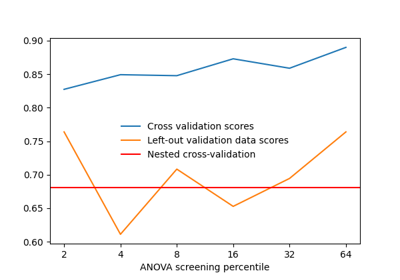 0.90
0.85
0.80
0.75
0.70
0.65
0.60
Cross validation scores
Left-out validation data scores
Nested cross-validation
2 4 8 16 32 64
ANOVA screening percentile